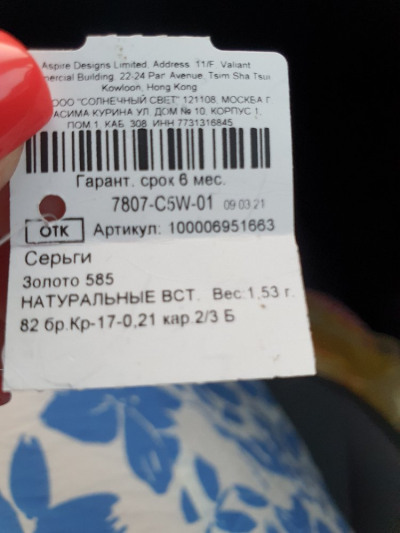 Aspire Designs Limited, Address: 11/F, Valiant
mercial Building, 22-24 Prat Avenue, Tsim Sha Tsui
Kowloon, Hong Kong
ООО "СОЛНЕЧНЫЙ СВЕТ" 121108, МОСКВА Г
АСИМА КУРИНА УЛ, ДОМ № 10, КОРПУС 1,
ПОМ 1, КАБ. 308 ИНН 7731316845
Гарант. срок 6 мес.
7807-C5W-01 09.03.21
ОТК Артикул: 100006951663
Серьги
Золото 585
НАТУРАЛЬНЫЕ ВСТ. Вес:1,53 г.
82 бр.Кр-17-0,21 кар.2/3 Б